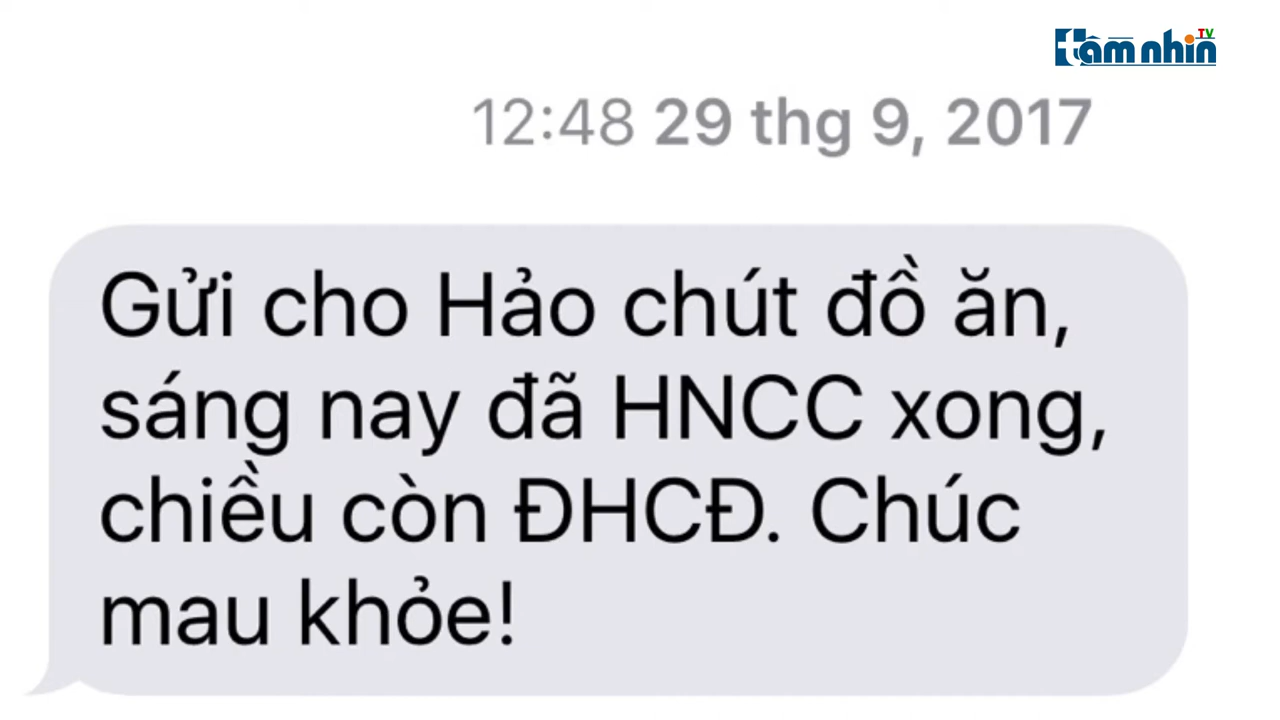 tầm nhìn TV
12:48 29 thg 9, 2017
Gửi cho Hảo chút đồ ăn,
sáng nay đã HNCC xong,
chiều còn ĐHCĐ. Chúc
mau khỏe!